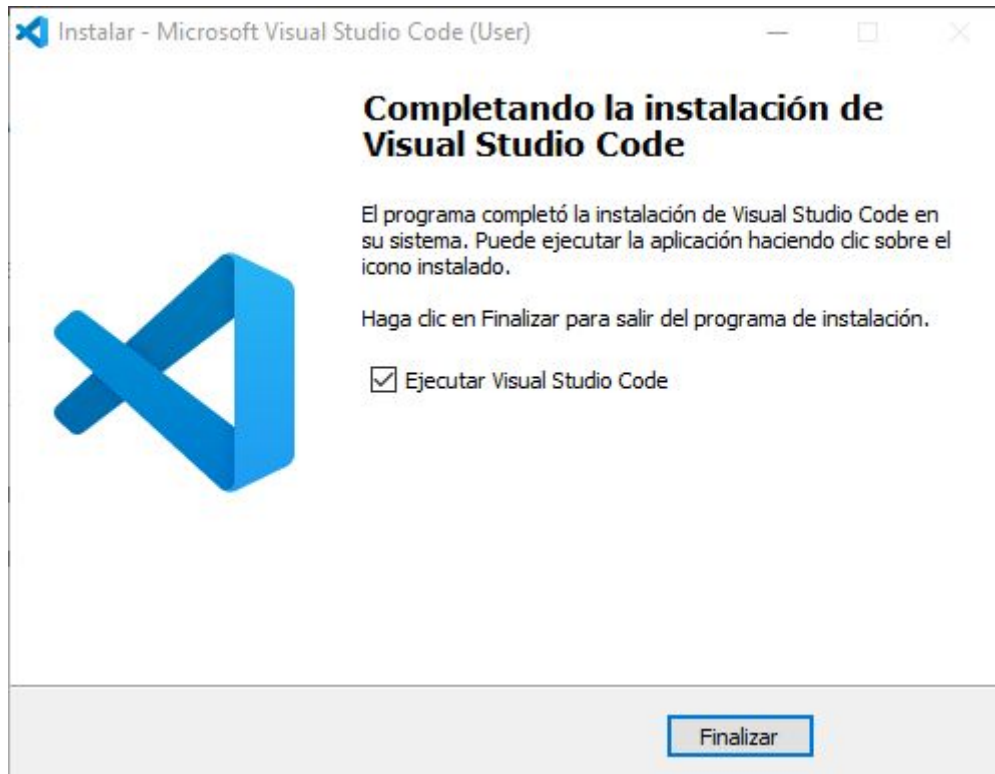 Instalar - Microsoft Visual Studio Code (User)
Completando la instalación de
Visual Studio Code
El programa completó la instalación de Visual Studio Code en
su sistema. Puede ejecutar la aplicación haciendo clic sobre el
icono instalado.
Haga clic en Finalizar para salir del programa de instalación.
Ejecutar Visual Studio Code
Finalizar